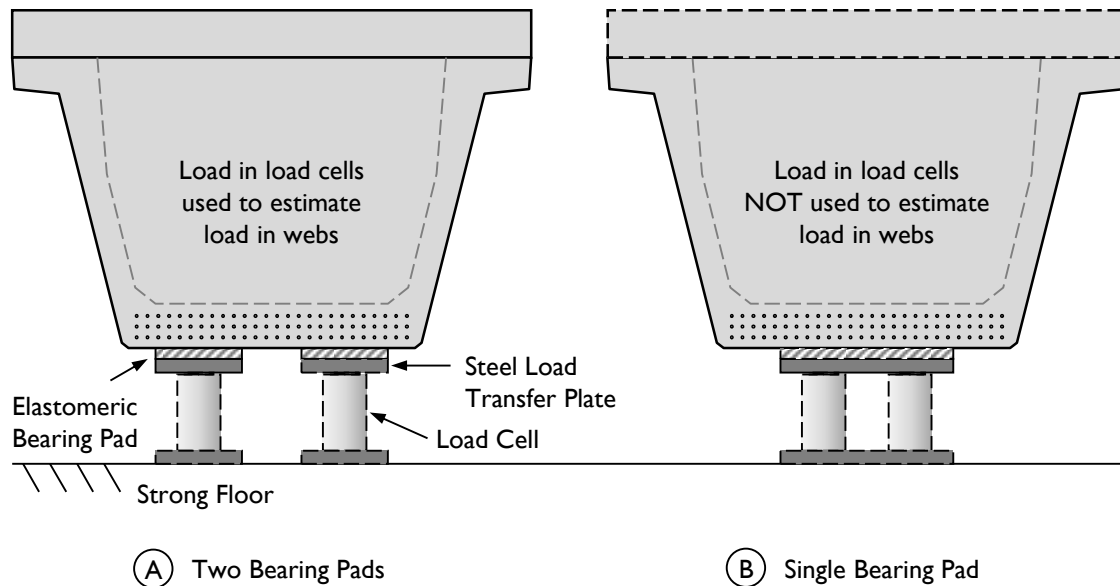 Load in load cells
used to estimate
load in webs
Load in load cells
NOT used to estimate
load in webs
Steel Load
Transfer Plate
Elastomeric
Bearing Pad
Load Cell
Strong Floor
A Two Bearing Pads
B Single Bearing Pad